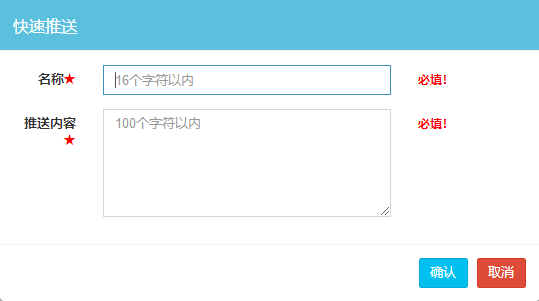 快速推送
名称★ 16个字符以内 必填！
推送内容★ 100个字符以内 必填！
确认 取消